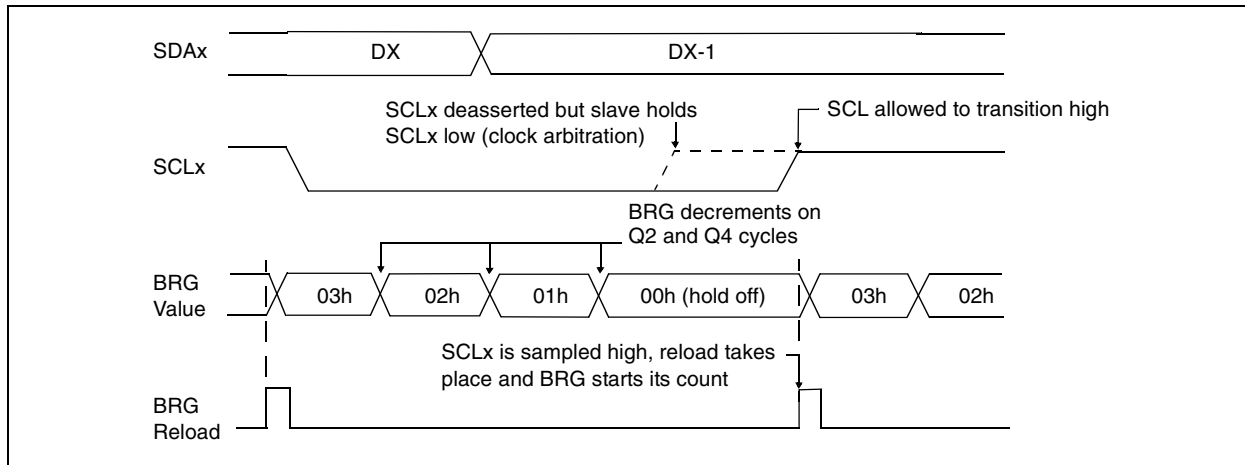 SDAx
DX
DX-1
SCLx deasserted but slave holds
SCLx low (clock arbitration)
SCL allowed to transition high
SCLx
BRG decrements on
Q2 and Q4 cycles
BRG
Value
03h
02h
01h
00h (hold off)
03h
02h
SCLx is sampled high, reload takes
place and BRG starts its count
BRG
Reload